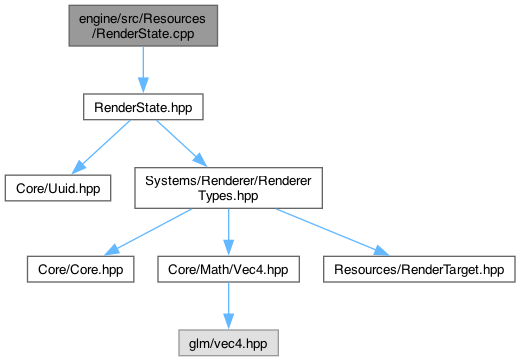 engine/src/Resources
/RenderState.cpp
RenderState.hpp
Core/Uuid.hpp
Systems/Renderer/Renderer
Types.hpp
Core/Core.hpp
Core/Math/Vec4.hpp
Resources/RenderTarget.hpp
glm/vec4.hpp